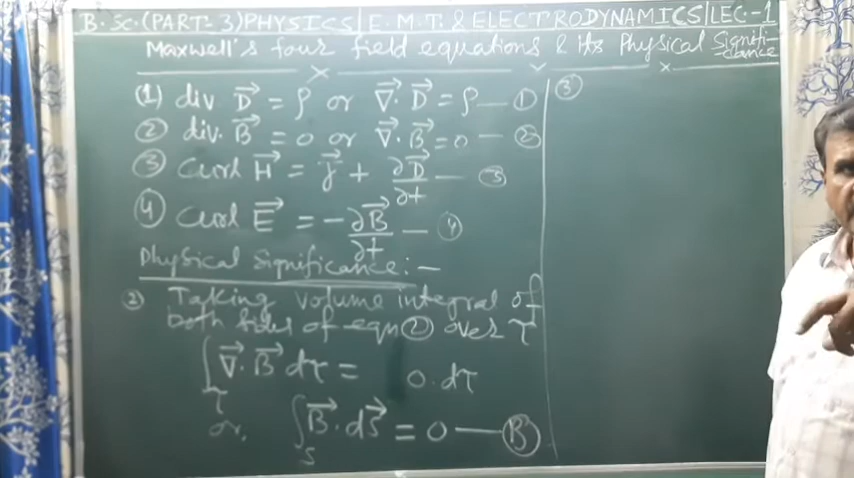 B.Sc.(PART-3)PHYSICS|E.M.T.& ELECTRODYNAMICS|LEC-1
Maxwell's four field equations & its Physical Signifi-
-cance
(1) div D⃗ = ρ or ∇⃗. D⃗ = ρ — ①
② div. B⃗ = 0 or ∇⃗. B⃗ = 0 — ②
③ curl H⃗ = J⃗ + ∂D⃗/∂t — ③
④ curl E⃗ = -∂B⃗/∂t — ④
Physical significance:-
② Taking volume integral of
both sides of eqn ② over τ
∫τ ∇⃗. B⃗ dτ = 0. dτ
or, ∫s B⃗. dS⃗ = 0 — Ⓑ
③